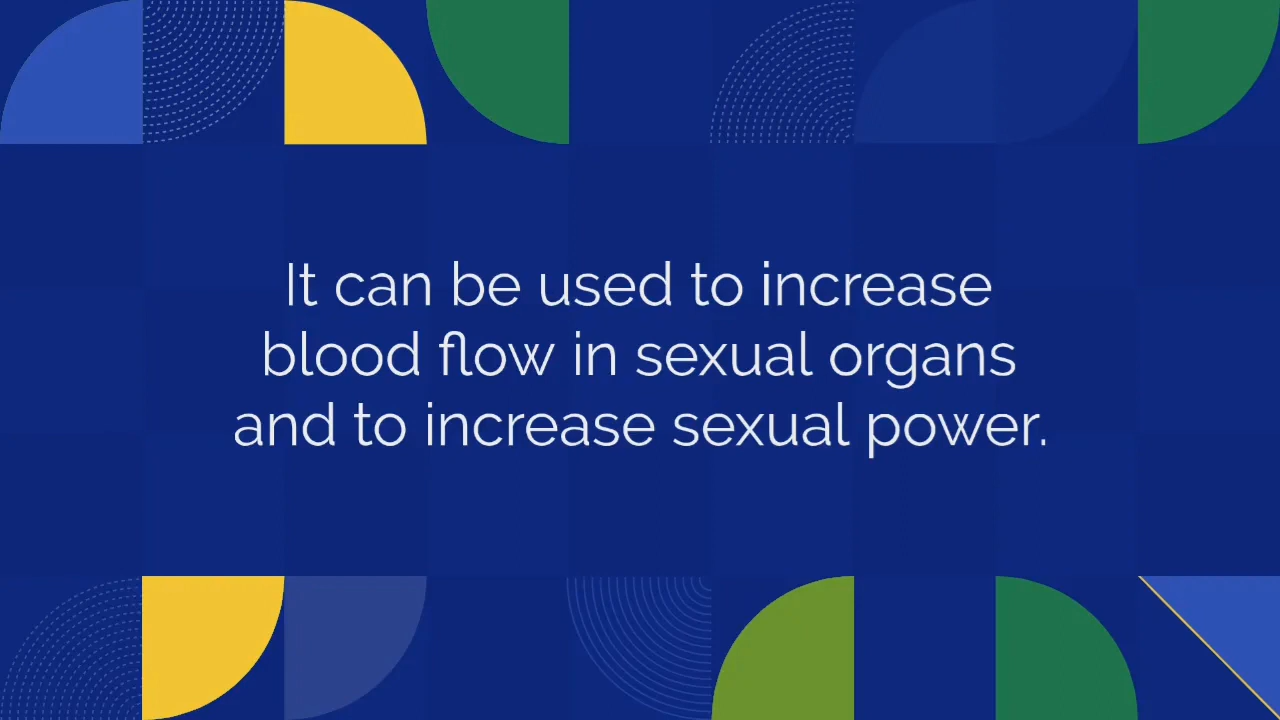 It can be used to increase
blood flow in sexual organs
and to increase sexual power.